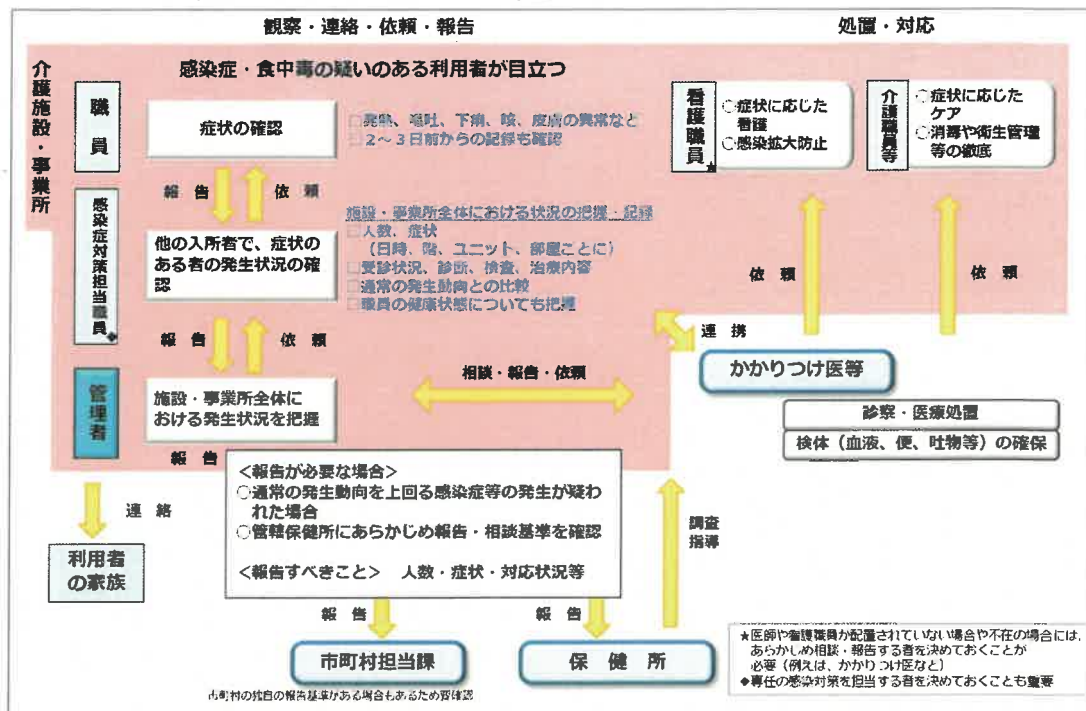 観察・連絡・依頼・報告
処置・対応
介護施設・事業所
感染症・食中毒の疑いのある利用者が目立つ
職員
症状の確認
□発熱、嘔吐、下痢、咳、皮膚の異常など
□2~3日前からの記録も確認
看護職員★
○症状に応じた
看護
○感染拡大防止
介護職員等
○症状に応じた
ケア
○消毒や衛生管理
等の徹底
報告
依頼
感染症対策担当職員◆
他の入所者で、症状の
ある者の発生状況の確
認
施設・事業所全体における状況の把握・記録
□人数、症状
(日時、階、ユニット、部屋ごとに)
□受診状況、診断、検査、治療内容
□通常の発生動向との比較
□職員の健康状態についても把握
依頼
依頼
報告
依頼
連携
かかりつけ医等
管理者
施設・事業所全体に
おける発生状況を把握
相談・報告・依頼
診察・医療処置
検体(血液、便、吐物等)の確保
報告
<報告が必要な場合>
○通常の発生動向を上回る感染症等の発生が疑わ
れた場合
○管轄保健所にあらかじめ報告・相談基準を確認
<報告すべきこと> 人数・症状・対応状況等
連絡
利用者
の家族
調査
指導
報告
報告
市町村担当課
保健所
市町村の独自の報告基準がある場合もあるため要確認
★医師や看護職員が配置されていない場合や不在の場合には、
あらかじめ相談・報告する者を決めておくことが
必要(例えば、かかりつけ医など)
◆専任の感染対策を担当する者を決めておくことも重要